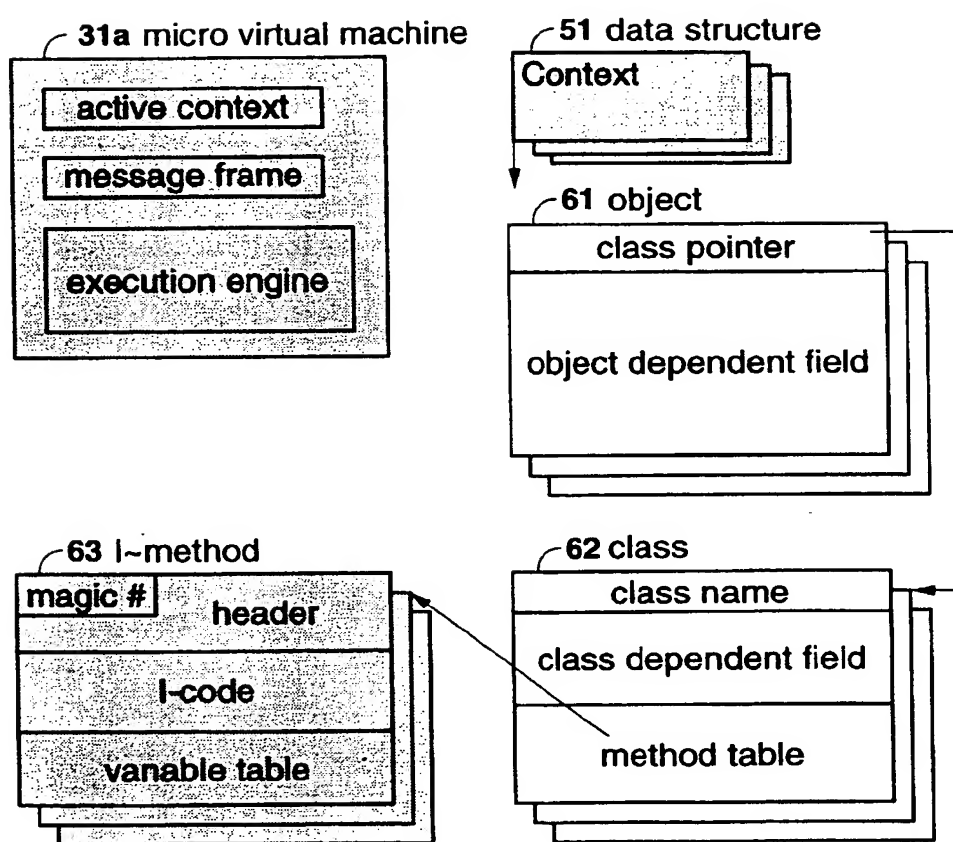 31a micro virtual machine
active context
message frame
execution engine
51 data structure
Context
61 object
class pointer
object dependent field
63 I~method
magic #
header
I-code
vanable table
62 class
class name
class dependent field
method table